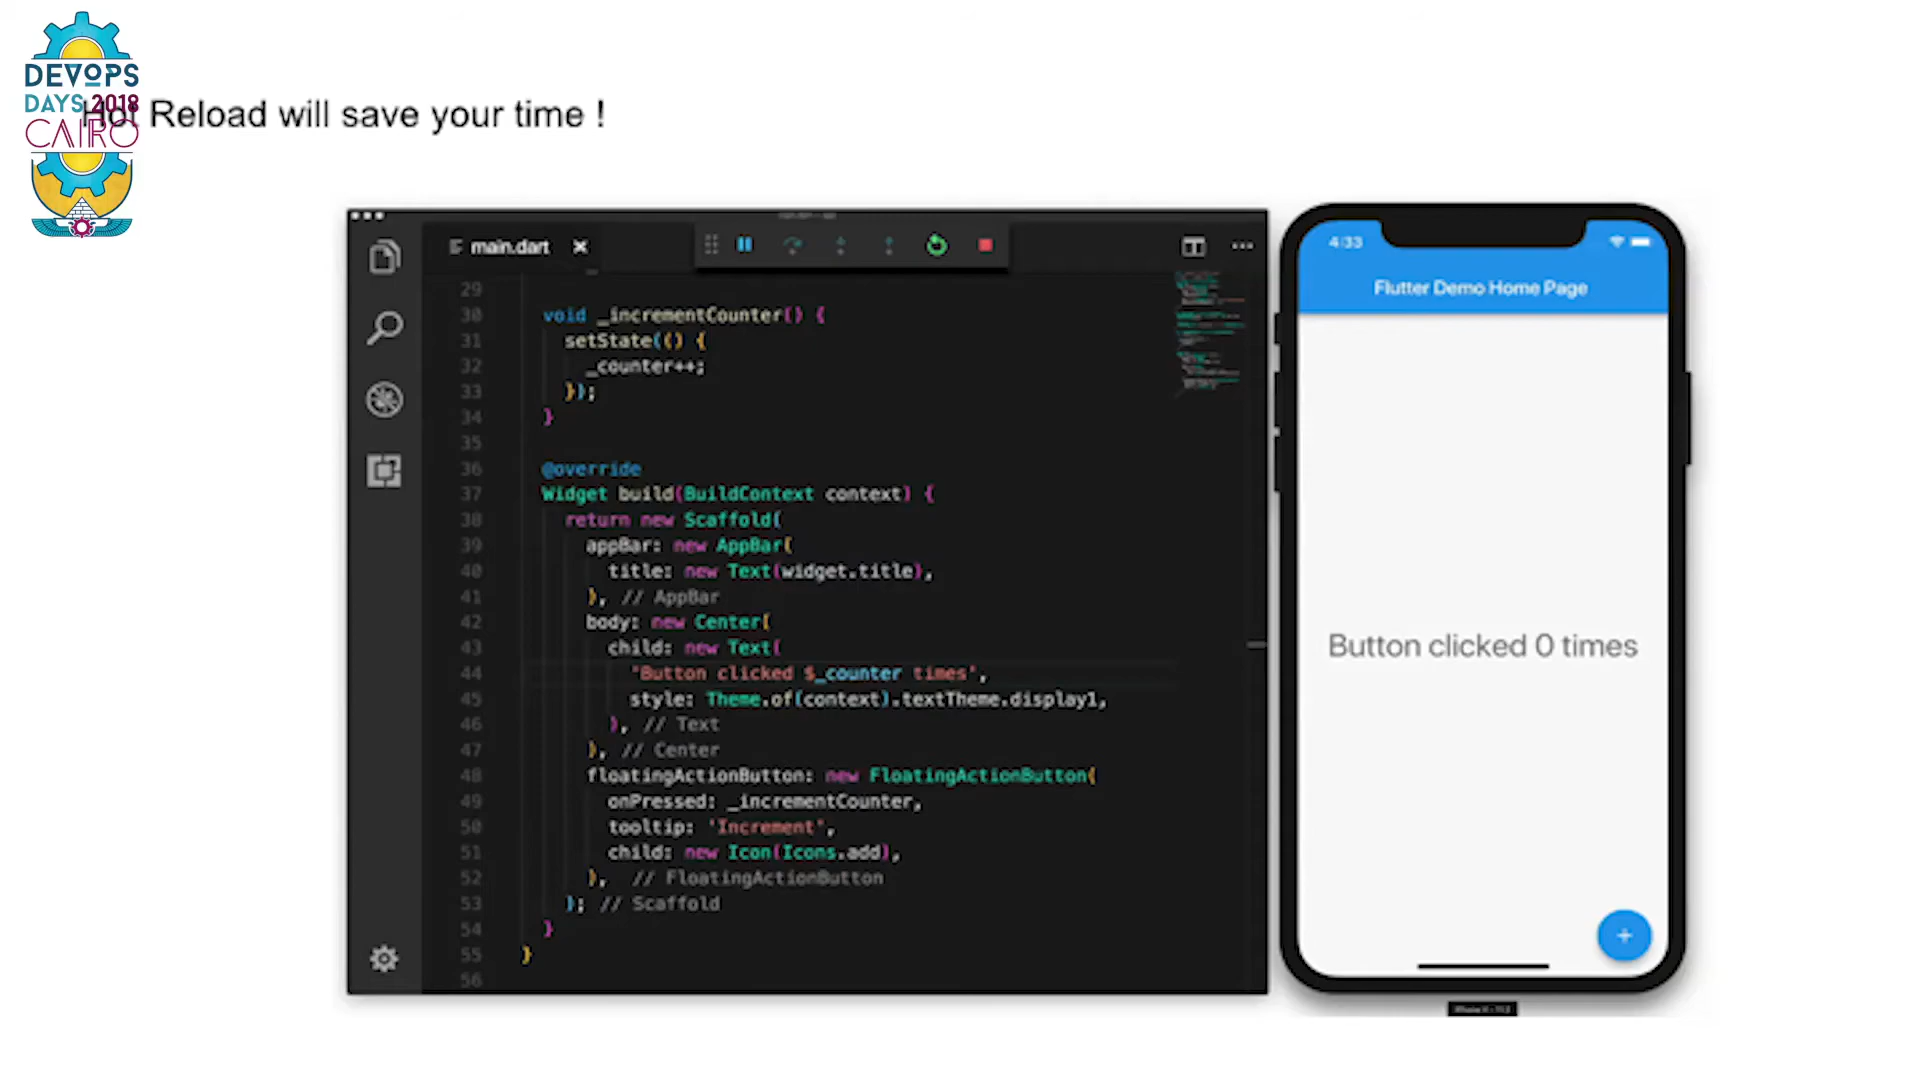 DEVOPS
DAYS 2018
CAIRO
Hot Reload will save your time !
main.dart
29
30 void _incrementCounter() {
31 setState(() {
32 _counter++;
33 });
34 }
35
36 @override
37 Widget build(BuildContext context) {
38 return new Scaffold(
39 appBar: new AppBar(
40 title: new Text(widget.title),
41 ), // AppBar
42 body: new Center(
43 child: new Text(
44 'Button clicked $_counter times',
45 style: Theme.of(context).textTheme.display1,
46 ), // Text
47 ), // Center
48 floatingActionButton: new FloatingActionButton(
49 onPressed: _incrementCounter,
50 tooltip: 'Increment',
51 child: new Icon(Icons.add),
52 ), // FloatingActionButton
53 ); // Scaffold
54 }
55 }
56
4:33
Flutter Demo Home Page
Button clicked 0 times
+